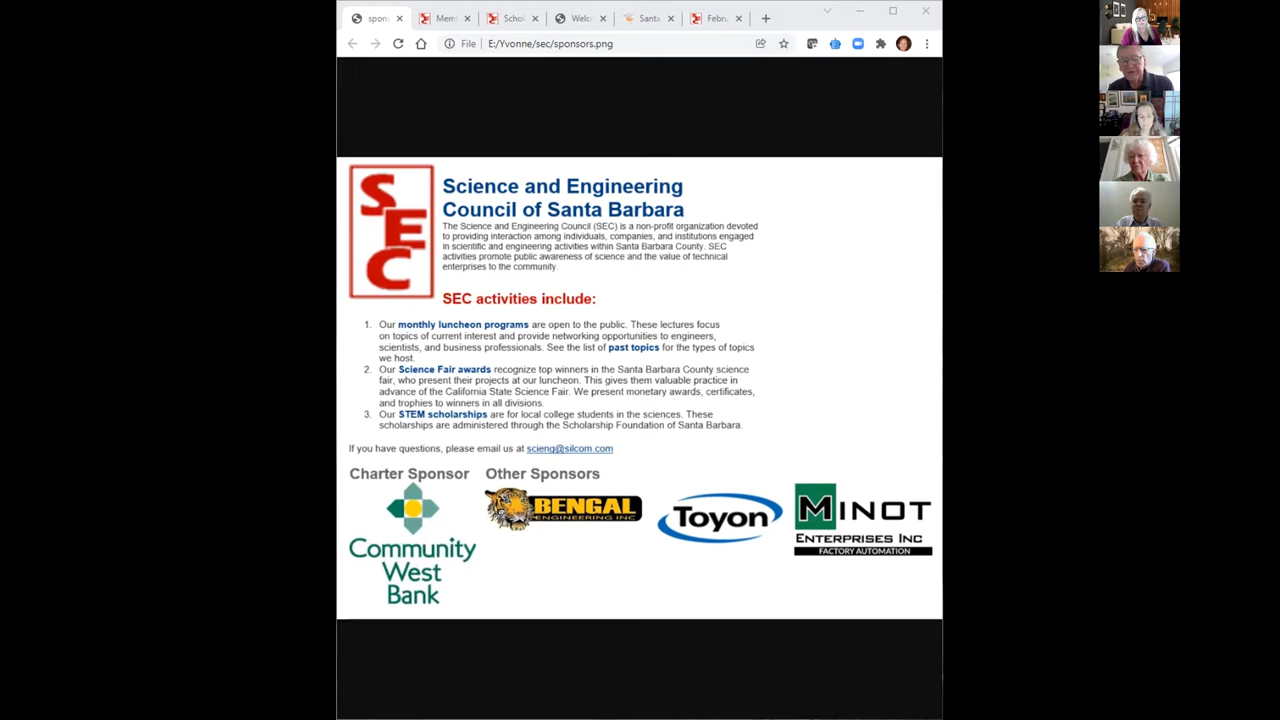 spon
Mem
Schol
Welc
Santa
Febru
File
E:/Yvonne/sec/sponsors.png
SEC
Science and Engineering
Council of Santa Barbara
The Science and Engineering Council (SEC) is a non-profit organization devoted
to providing interaction among individuals, companies, and institutions engaged
in scientific and engineering activities within Santa Barbara County. SEC
activities promote public awareness of science and the value of technical
enterprises to the community.
SEC activities include:
1. Our monthly luncheon programs are open to the public. These lectures focus
on topics of current interest and provide networking opportunities to engineers,
scientists, and business professionals. See the list of past topics for the types of topics
we host.
2. Our Science Fair awards recognize top winners in the Santa Barbara County science
fair, who present their projects at our luncheon. This gives them valuable practice in
advance of the California State Science Fair. We present monetary awards, certificates,
and trophies to winners in all divisions.
3. Our STEM scholarships are for local college students in the sciences. These
scholarships are administered through the Scholarship Foundation of Santa Barbara.
If you have questions, please email us at scieng@silcom.com
Charter Sponsor
Other Sponsors
Community
West
Bank
BENGAL
ENGINEERING INC
Toyon
MINOT
ENTERPRISES INC
FACTORY AUTOMATION